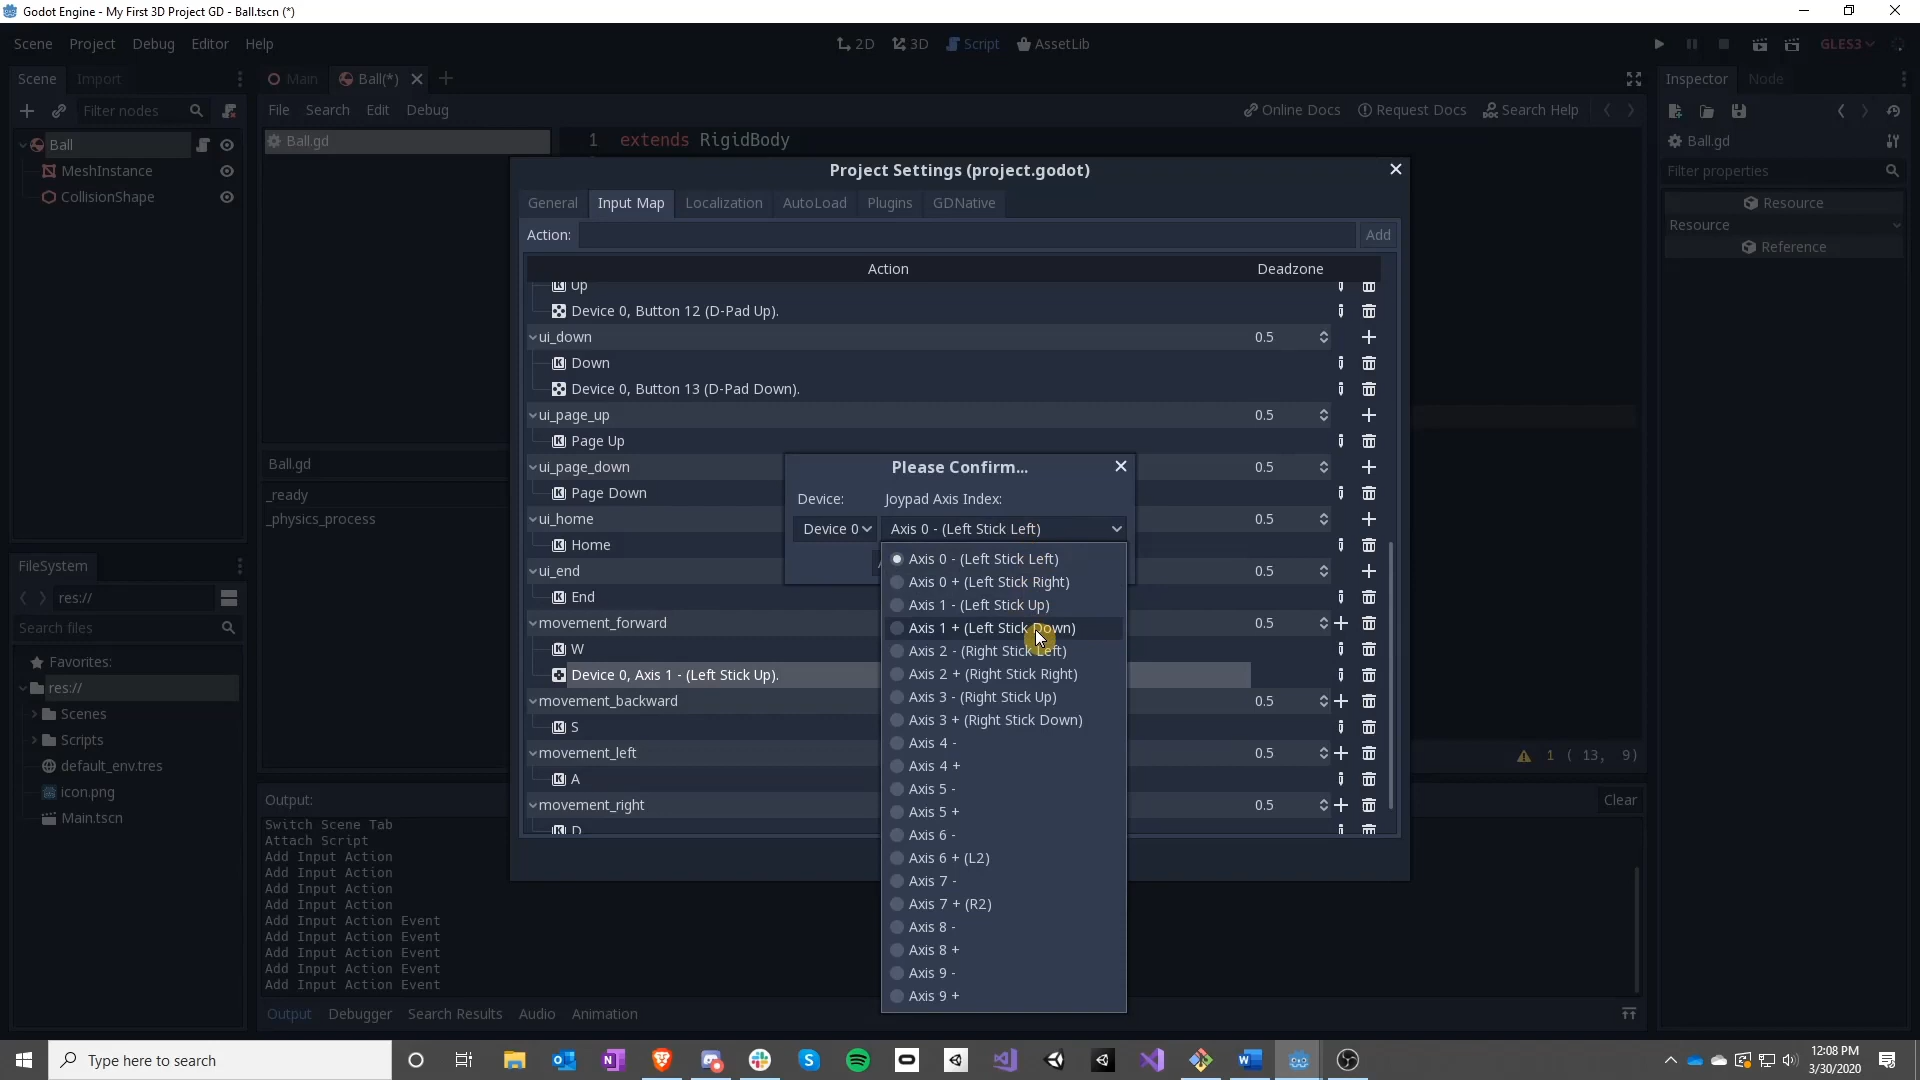 Godot Engine - My First 3D Project GD - Ball.tscn (*)
Scene Project Debug Editor Help
2D 3D Script AssetLib
GLES3
Scene Import
Main Ball(*)
Inspector Node
Filter nodes
File Search Edit Debug
Online Docs Request Docs Search Help
Ball
MeshInstance
CollisionShape
Ball.gd
1 extends RigidBody
Ball.gd
Filter properties
Resource
Resource
Reference
Project Settings (project.godot)
General Input Map Localization AutoLoad Plugins GDNative
Action: Add
Action Deadzone
Up
Device 0, Button 12 (D-Pad Up).
ui_down 0.5
Down
Device 0, Button 13 (D-Pad Down).
ui_page_up 0.5
Page Up
ui_page_down 0.5
Page Down
ui_home 0.5
Home
ui_end 0.5
End
movement_forward 0.5
W
Device 0, Axis 1 - (Left Stick Up).
movement_backward 0.5
S
movement_left 0.5
A
movement_right 0.5
D
Please Confirm...
Device: Joypad Axis Index:
Device 0 Axis 0 - (Left Stick Left)
Axis 0 - (Left Stick Left)
Axis 0 + (Left Stick Right)
Axis 1 - (Left Stick Up)
Axis 1 + (Left Stick Down)
Axis 2 - (Right Stick Left)
Axis 2 + (Right Stick Right)
Axis 3 - (Right Stick Up)
Axis 3 + (Right Stick Down)
Axis 4 -
Axis 4 +
Axis 5 -
Axis 5 +
Axis 6 -
Axis 6 + (L2)
Axis 7 -
Axis 7 + (R2)
Axis 8 -
Axis 8 +
Axis 9 -
Axis 9 +
Ball.gd
_ready
_physics_process
FileSystem
res://
Search files
Favorites:
res://
Scenes
Scripts
default_env.tres
icon.png
Main.tscn
1 ( 13, 9)
Output: Clear
Switch Scene Tab
Attach Script
Add Input Action
Add Input Action
Add Input Action
Add Input Action
Add Input Action Event
Add Input Action Event
Add Input Action Event
Add Input Action Event
Add Input Action Event
Output Debugger Search Results Audio Animation
Type here to search
12:08 PM
3/30/2020